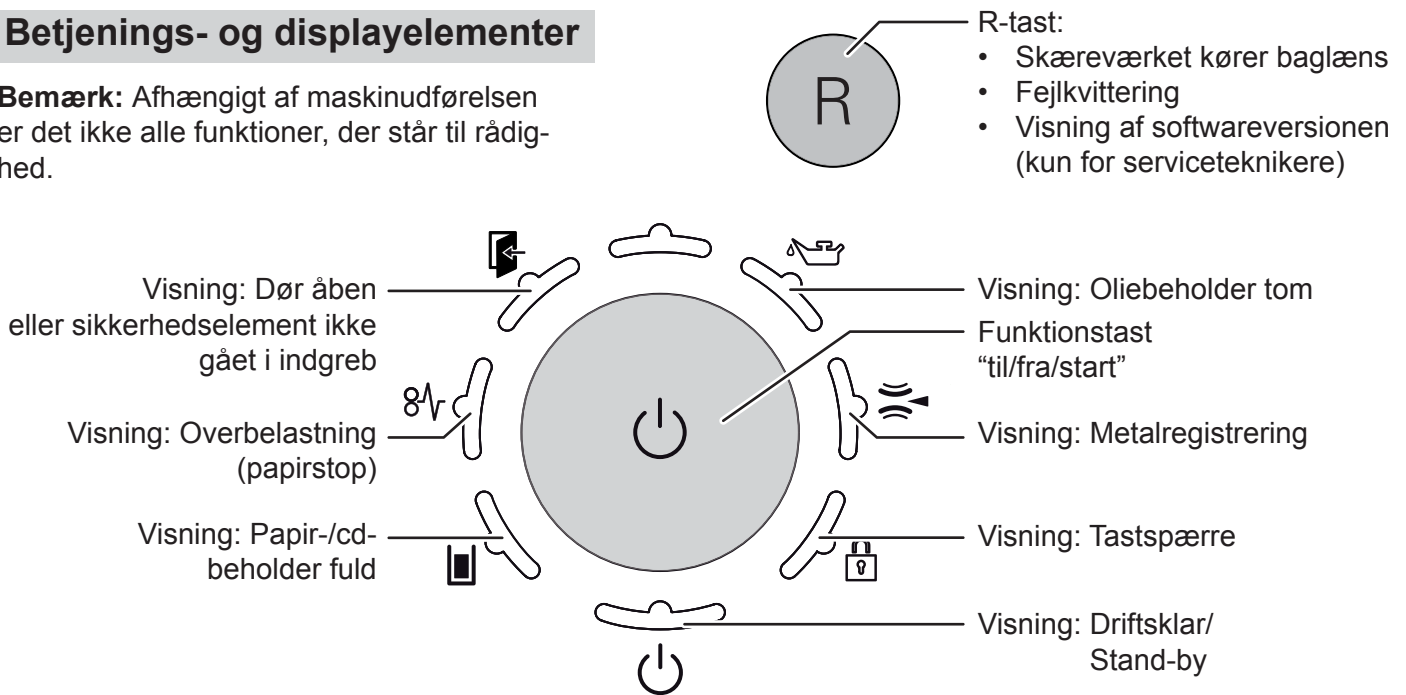 Betjenings- og displayelementer
Bemærk: Afhængigt af maskinudførelsen
er det ikke alle funktioner, der står til rådig-
hed.
R
R-tast:
• Skæreværket kører baglæns
• Fejlkvittering
• Visning af softwareversionen
(kun for serviceteknikere)
Visning: Dør åben
eller sikkerhedselement ikke
gået i indgreb
Visning: Overbelastning
(papirstop)
Visning: Papir-/cd-
beholder fuld
Visning: Oliebeholder tom
Funktionstast
“til/fra/start”
Visning: Metalregistrering
Visning: Tastspærre
Visning: Driftsklar/
Stand-by